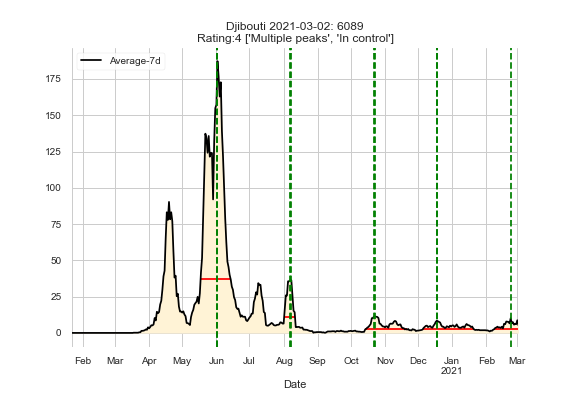 Djibouti 2021-03-02: 6089
Rating:4 ['Multiple peaks', 'In control']
Average-7d
175
150
125
100
75
50
25
0
Feb Mar Apr May Jun Jul Aug Sep Oct Nov Dec Jan Feb Mar
2021
Date